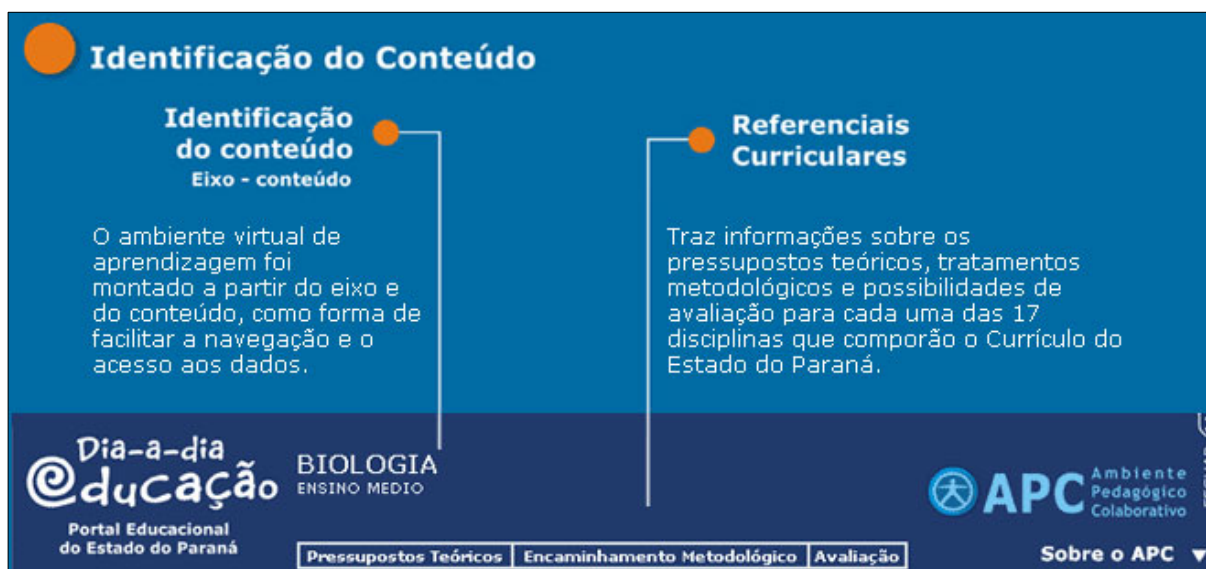 Identificação do Conteúdo
Identificação
do conteúdo
Eixo - conteúdo
O ambiente virtual de
aprendizagem foi
montado a partir do eixo e
do conteúdo, como forma de
facilitar a navegação e o
acesso aos dados.
Referenciais
Curriculares
Traz informações sobre os
pressupostos teóricos, tratamentos
metodológicos e possibilidades de
avaliação para cada uma das 17
disciplinas que comporão o Currículo do
Estado do Paraná.
Dia-a-dia
@ducação
Portal Educacional
do Estado do Paraná
BIOLOGIA
ENSINO MEDIO
Pressupostos Teóricos
Encaminhamento Metodológico
Avaliação
APC
Ambiente
Pedagógico
Colaborativo
Sobre o APC